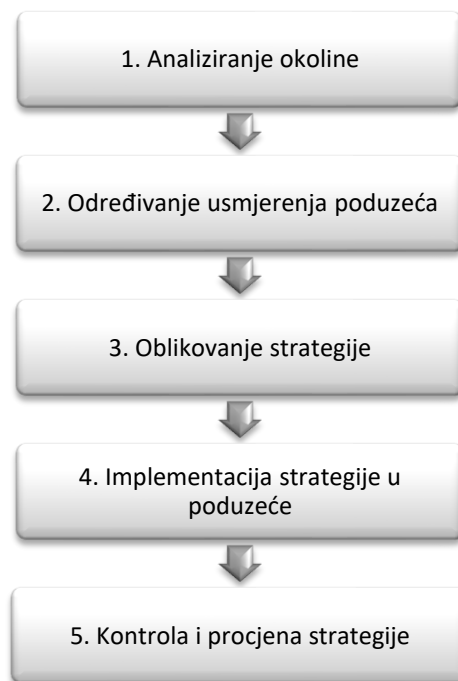 1. Analiziranje okoline
2. Određivanje usmjerenja poduzeća
3. Oblikovanje strategije
4. Implementacija strategije u
poduzeće
5. Kontrola i procjena strategije